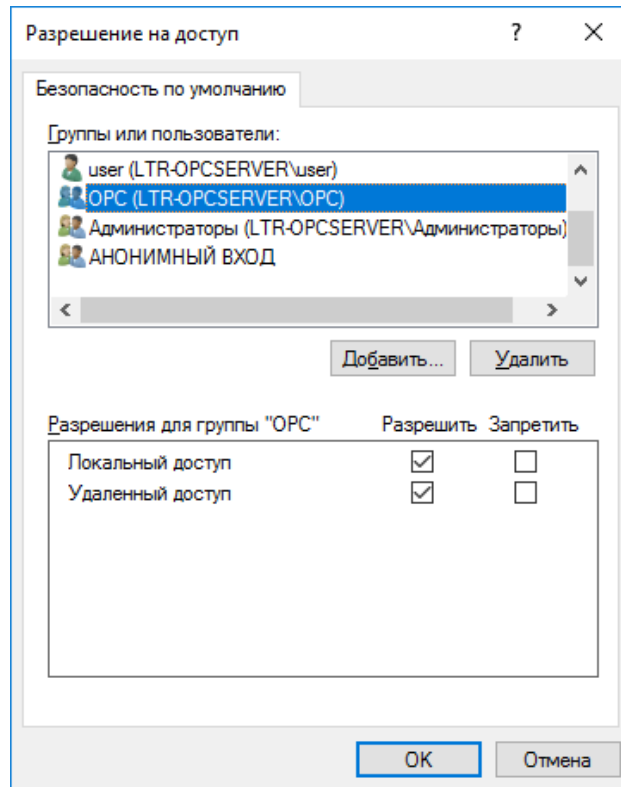 Разрешение на доступ ? ×
Безопасность по умолчанию
Группы или пользователи:
user (LTR-OPCSERVER\user)
OPC (LTR-OPCSERVER\OPC)
Администраторы (LTR-OPCSERVER\Администраторы)
АНОНИМНЫЙ ВХОД
Добавить... Удалить
Разрешения для группы "OPC" Разрешить Запретить
Локальный доступ
Удаленный доступ
OK Отмена